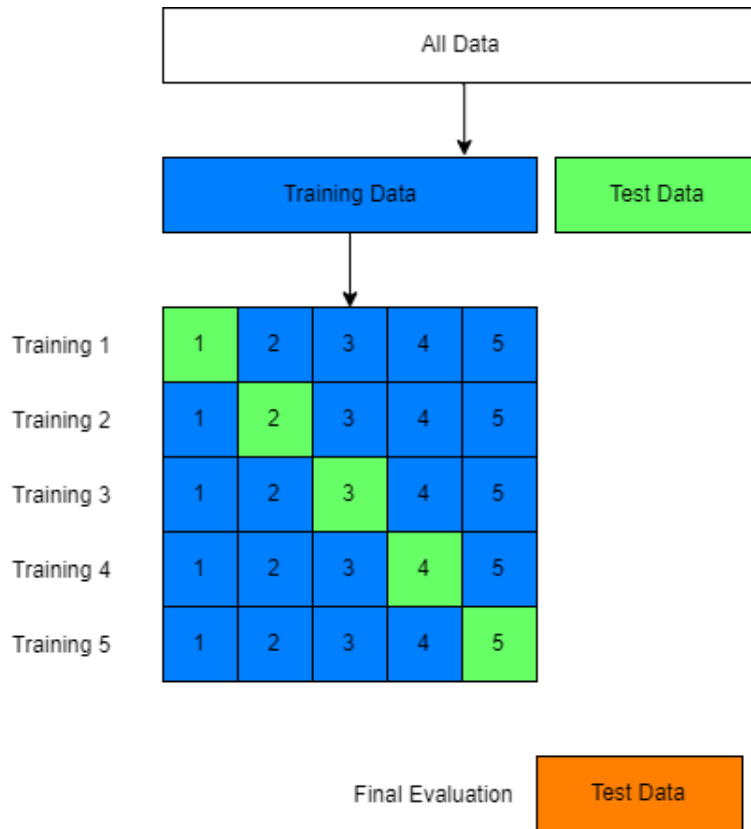 All Data
Training Data Test Data
Training 1 1 2 3 4 5
Training 2 1 2 3 4 5
Training 3 1 2 3 4 5
Training 4 1 2 3 4 5
Training 5 1 2 3 4 5
Final Evaluation Test Data